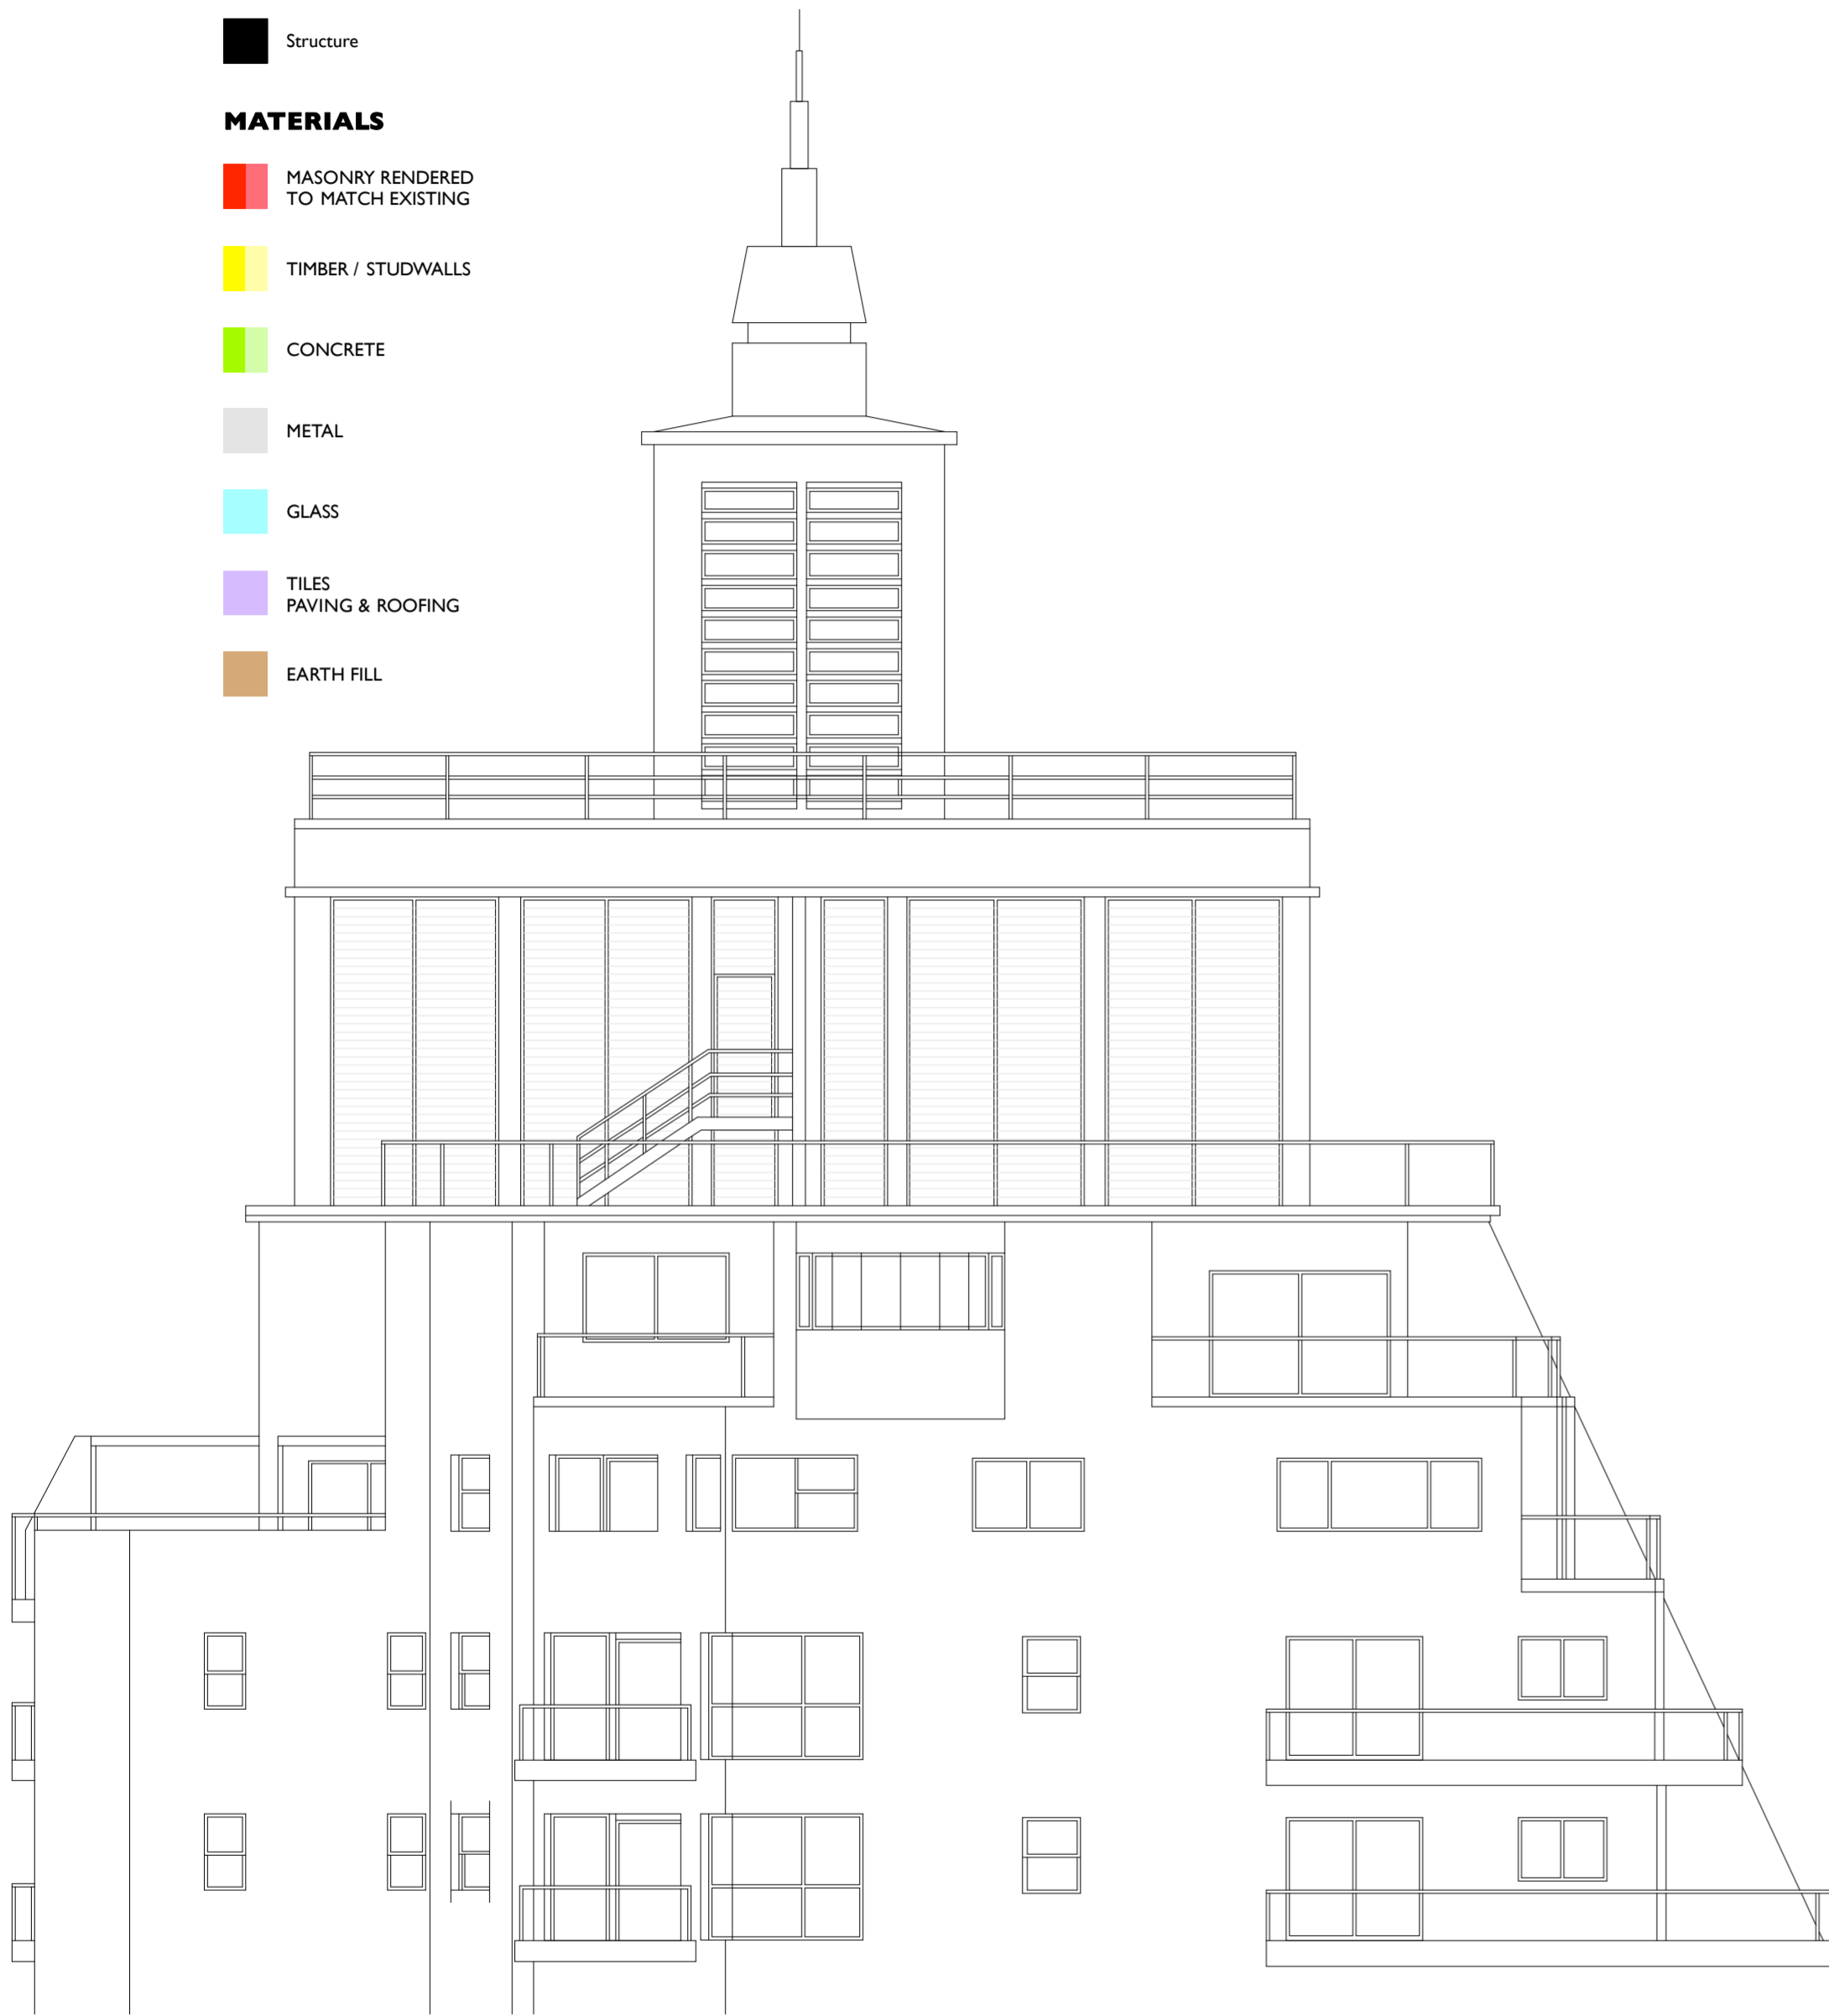 Structure
MATERIALS
MASONRY RENDERED
TO MATCH EXISTING
TIMBER / STUDWALLS
CONCRETE
METAL
GLASS
TILES
PAVING & ROOFING
EARTH FILL